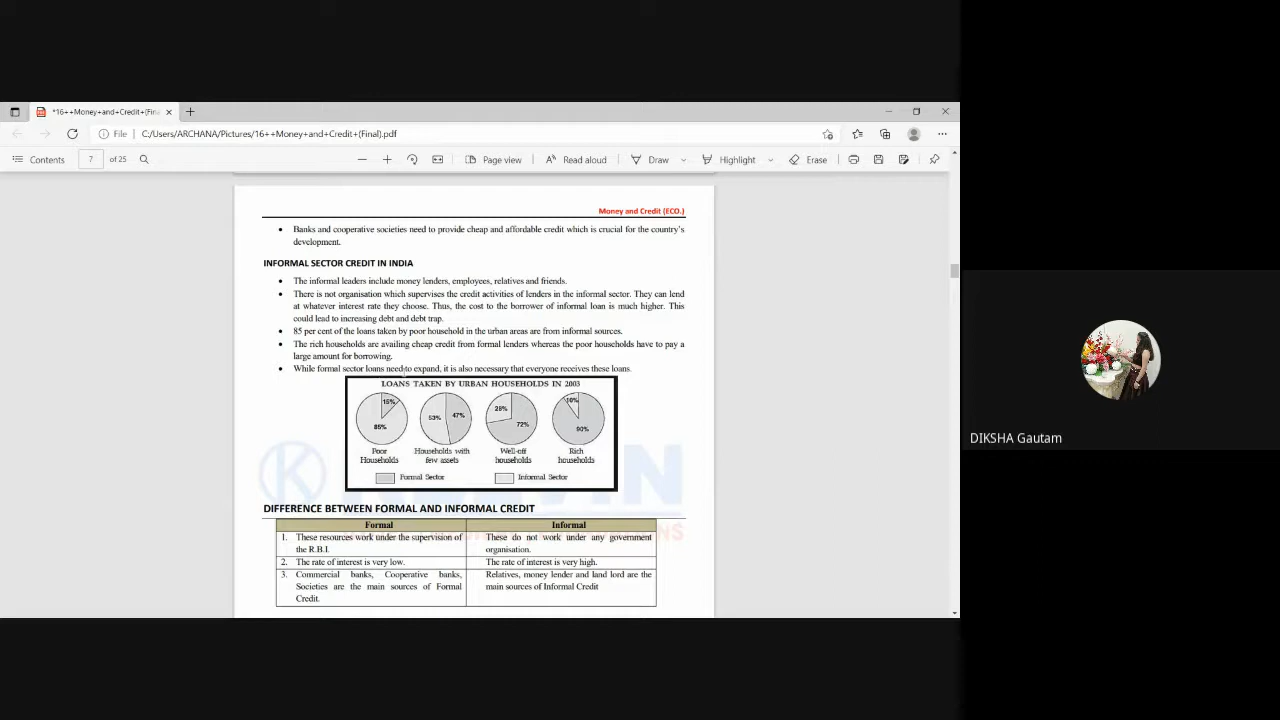 *16++Money+and+Credit+(Fin
File
C:/Users/ARCHANA/Pictures/16++Money+and+Credit+(Final).pdf
Contents
7
of 25
Page view
Read aloud
Draw
Highlight
Erase
Money and Credit (ECO.)
• Banks and cooperative societies need to provide cheap and affordable credit which is crucial for the country's
development.
INFORMAL SECTOR CREDIT IN INDIA
• The informal leaders include money lenders, employees, relatives and friends.
• There is not organisation which supervises the credit activities of lenders in the informal sector. They can lend
at whatever interest rate they choose. Thus, the cost to the borrower of informal loan is much higher. This
could lead to increasing debt and debt trap.
• 85 per cent of the loans taken by poor household in the urban areas are from informal sources.
• The rich households are availing cheap credit from formal lenders whereas the poor households have to pay a
large amount for borrowing.
• While formal sector loans need to expand, it is also necessary that everyone receives these loans.
LOANS TAKEN BY URBAN HOUSEHOLDS IN 2003
15%
85%
53%
47%
28%
72%
10%
90%
Poor
Households
Households with
few assets
Well-off
households
Rich
households
Formal Sector
Informal Sector
DIFFERENCE BETWEEN FORMAL AND INFORMAL CREDIT
Formal
Informal
1. These resources work under the supervision of
the R.B.I.
These do not work under any government
organisation.
2. The rate of interest is very low.
The rate of interest is very high.
3. Commercial banks, Cooperative banks,
Societies are the main sources of Formal
Credit.
Relatives, money lender and land lord are the
main sources of Informal Credit
DIKSHA Gautam